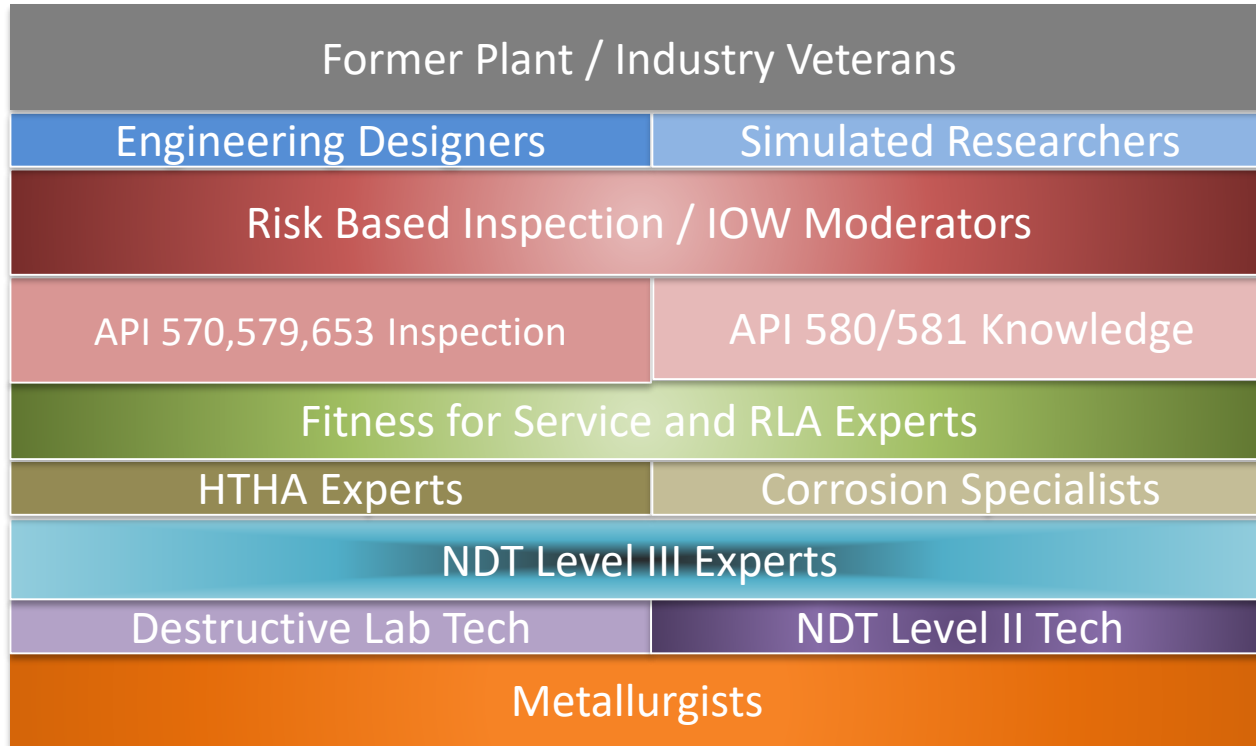 Former Plant / Industry Veterans
Engineering Designers
Simulated Researchers
Risk Based Inspection / IOW Moderators
API 570,579,653 Inspection
API 580/581 Knowledge
Fitness for Service and RLA Experts
HTHA Experts
Corrosion Specialists
NDT Level III Experts
Destructive Lab Tech
NDT Level II Tech
Metallurgists